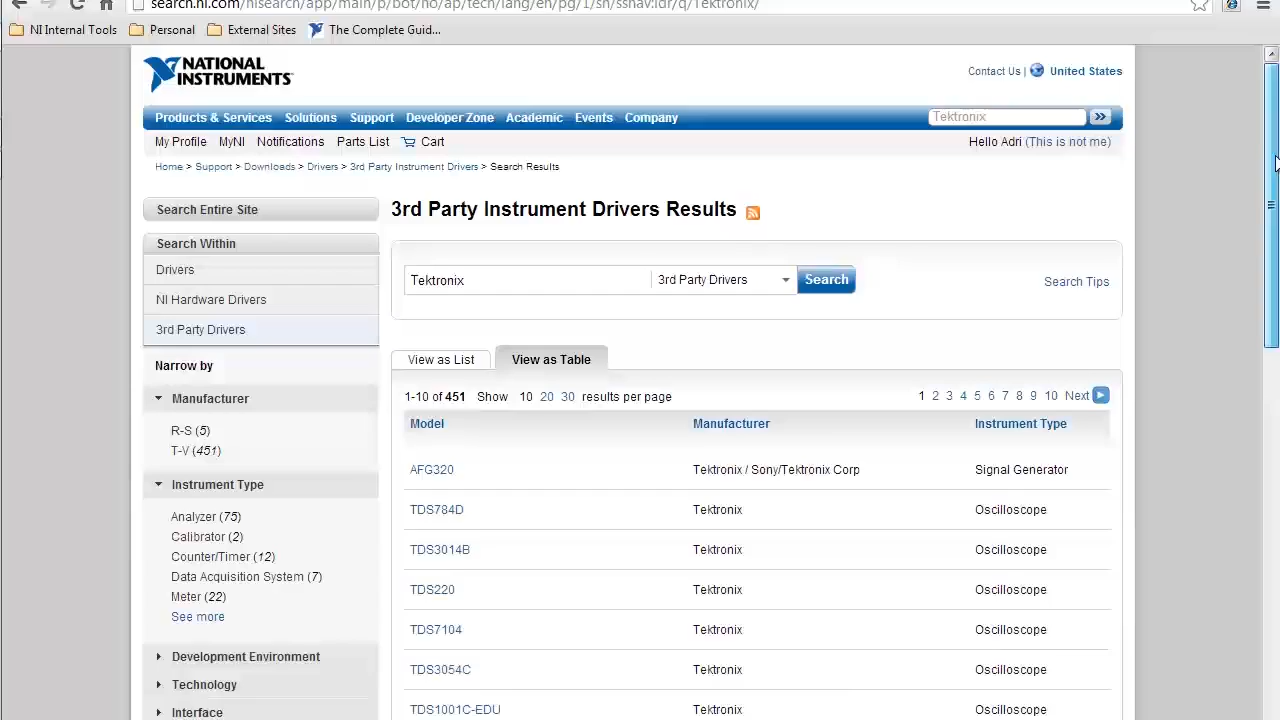 search.ni.com/nisearch/app/main/p/bot/no/ap/tech/lang/en/pg/1/sn/ssnav:idr/q/Tektronix/
NI Internal Tools Personal External Sites The Complete Guid...
NATIONAL INSTRUMENTS
Contact Us | United States
Products & Services Solutions Support Developer Zone Academic Events Company Tektronix »
My Profile MyNI Notifications Parts List Cart Hello Adri (This is not me)
Home > Support > Downloads > Drivers > 3rd Party Instrument Drivers > Search Results
Search Entire Site
Search Within
Drivers
NI Hardware Drivers
3rd Party Drivers
Narrow by
Manufacturer
R-S (5)
T-V (451)
Instrument Type
Analyzer (75)
Calibrator (2)
Counter/Timer (12)
Data Acquisition System (7)
Meter (22)
See more
Development Environment
Technology
Interface
3rd Party Instrument Drivers Results
Tektronix 3rd Party Drivers Search Search Tips
View as List View as Table
1-10 of 451 Show 10 20 30 results per page 1 2 3 4 5 6 7 8 9 10 Next
Model Manufacturer Instrument Type
AFG320 Tektronix / Sony/Tektronix Corp Signal Generator
TDS784D Tektronix Oscilloscope
TDS3014B Tektronix Oscilloscope
TDS220 Tektronix Oscilloscope
TDS7104 Tektronix Oscilloscope
TDS3054C Tektronix Oscilloscope
TDS1001C-EDU Tektronix Oscilloscope